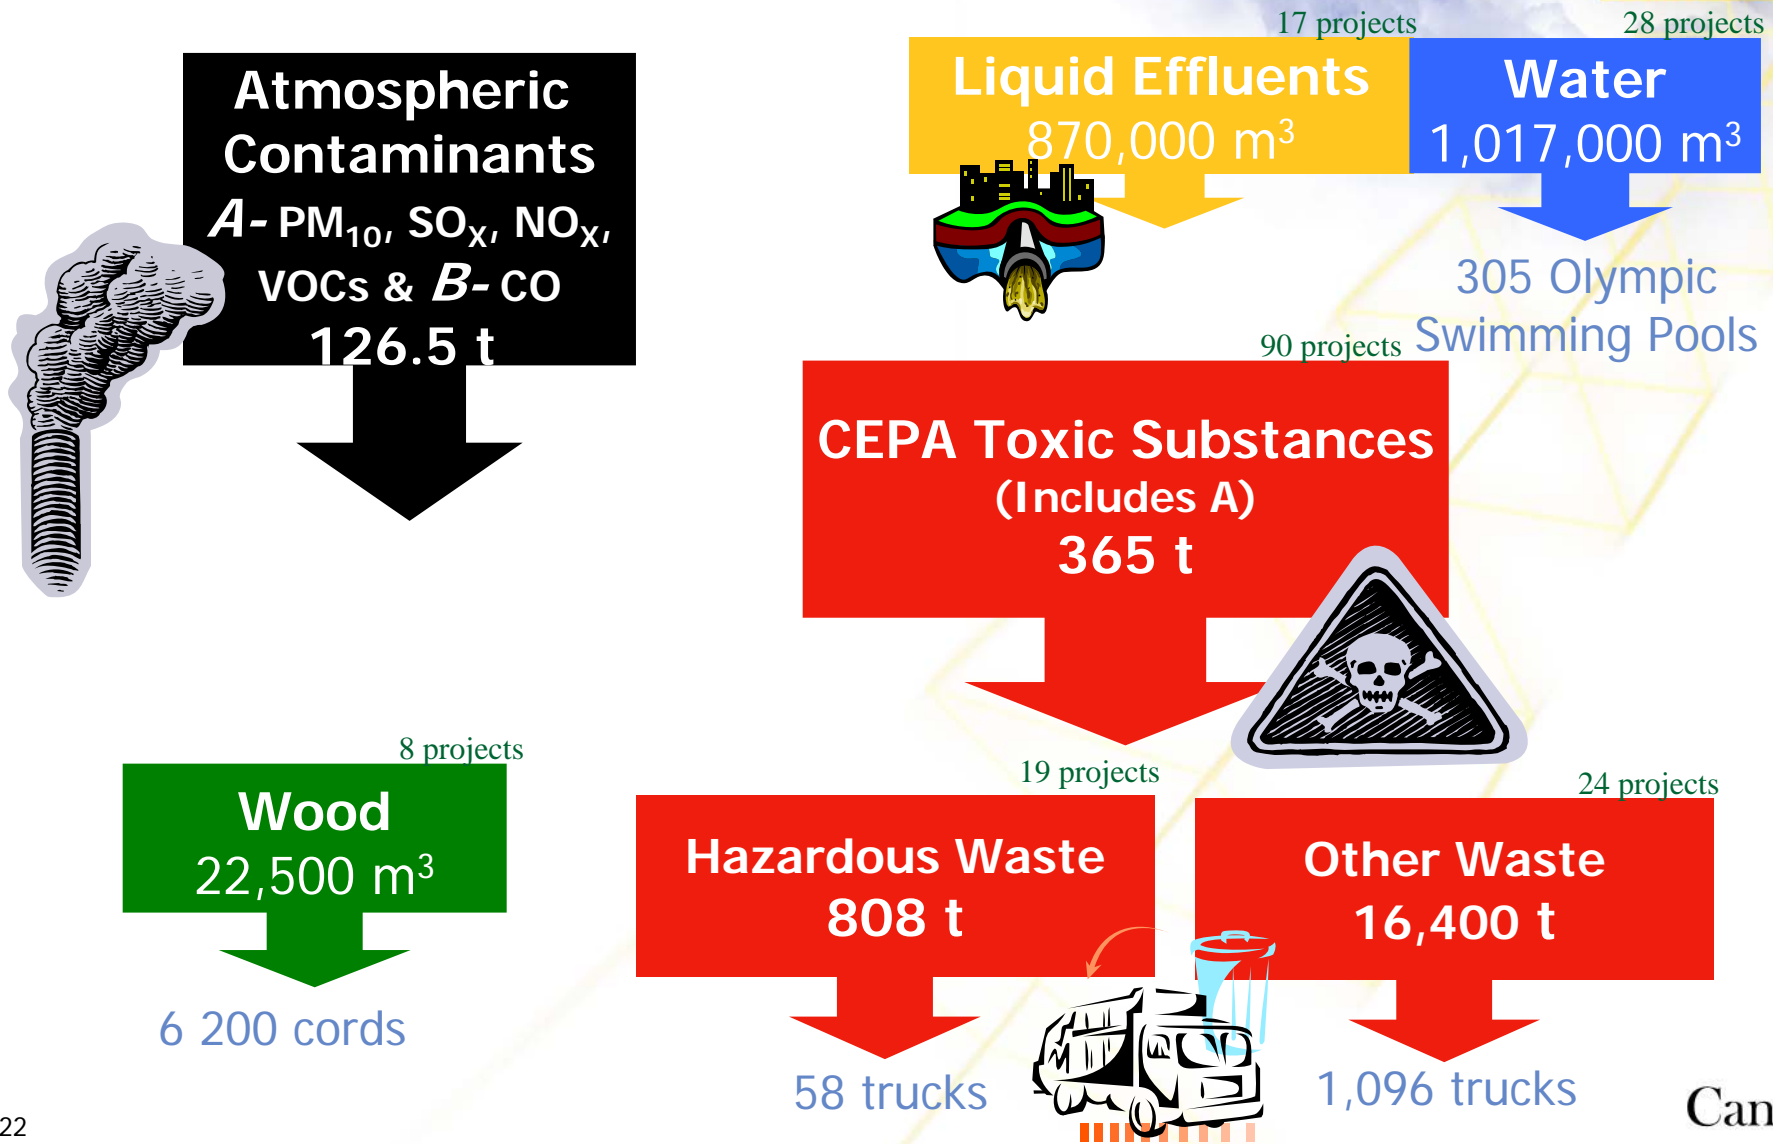 17 projects
28 projects
Atmospheric
Contaminants
A- PM10, SOX, NOX,
VOCs & B- CO
126.5 t
Liquid Effluents
870,000 m3
Water
1,017,000 m3
305 Olympic
Swimming Pools
90 projects
CEPA Toxic Substances
(Includes A)
365 t
8 projects
Wood
22,500 m3
6 200 cords
19 projects
Hazardous Waste
808 t
58 trucks
24 projects
Other Waste
16,400 t
1,096 trucks
Can
22